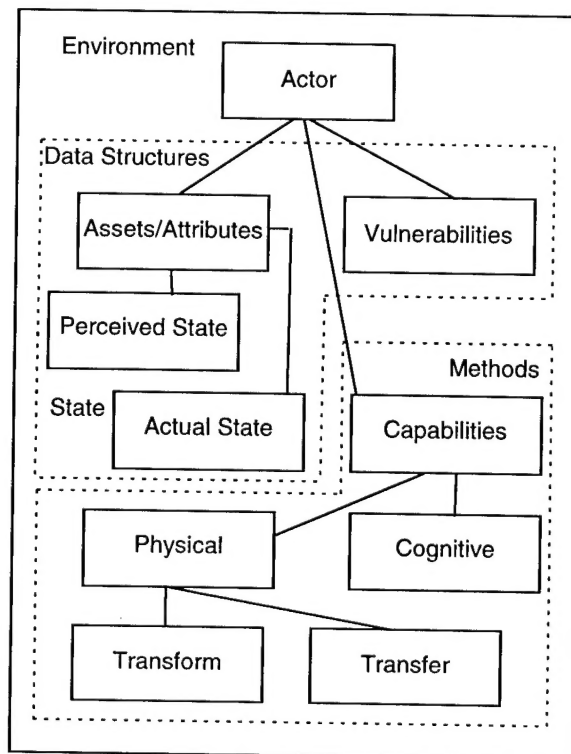 Environment
Actor
Data Structures
Assets/Attributes
Vulnerabilities
Perceived State
Methods
State
Actual State
Capabilities
Physical
Cognitive
Transform
Transfer